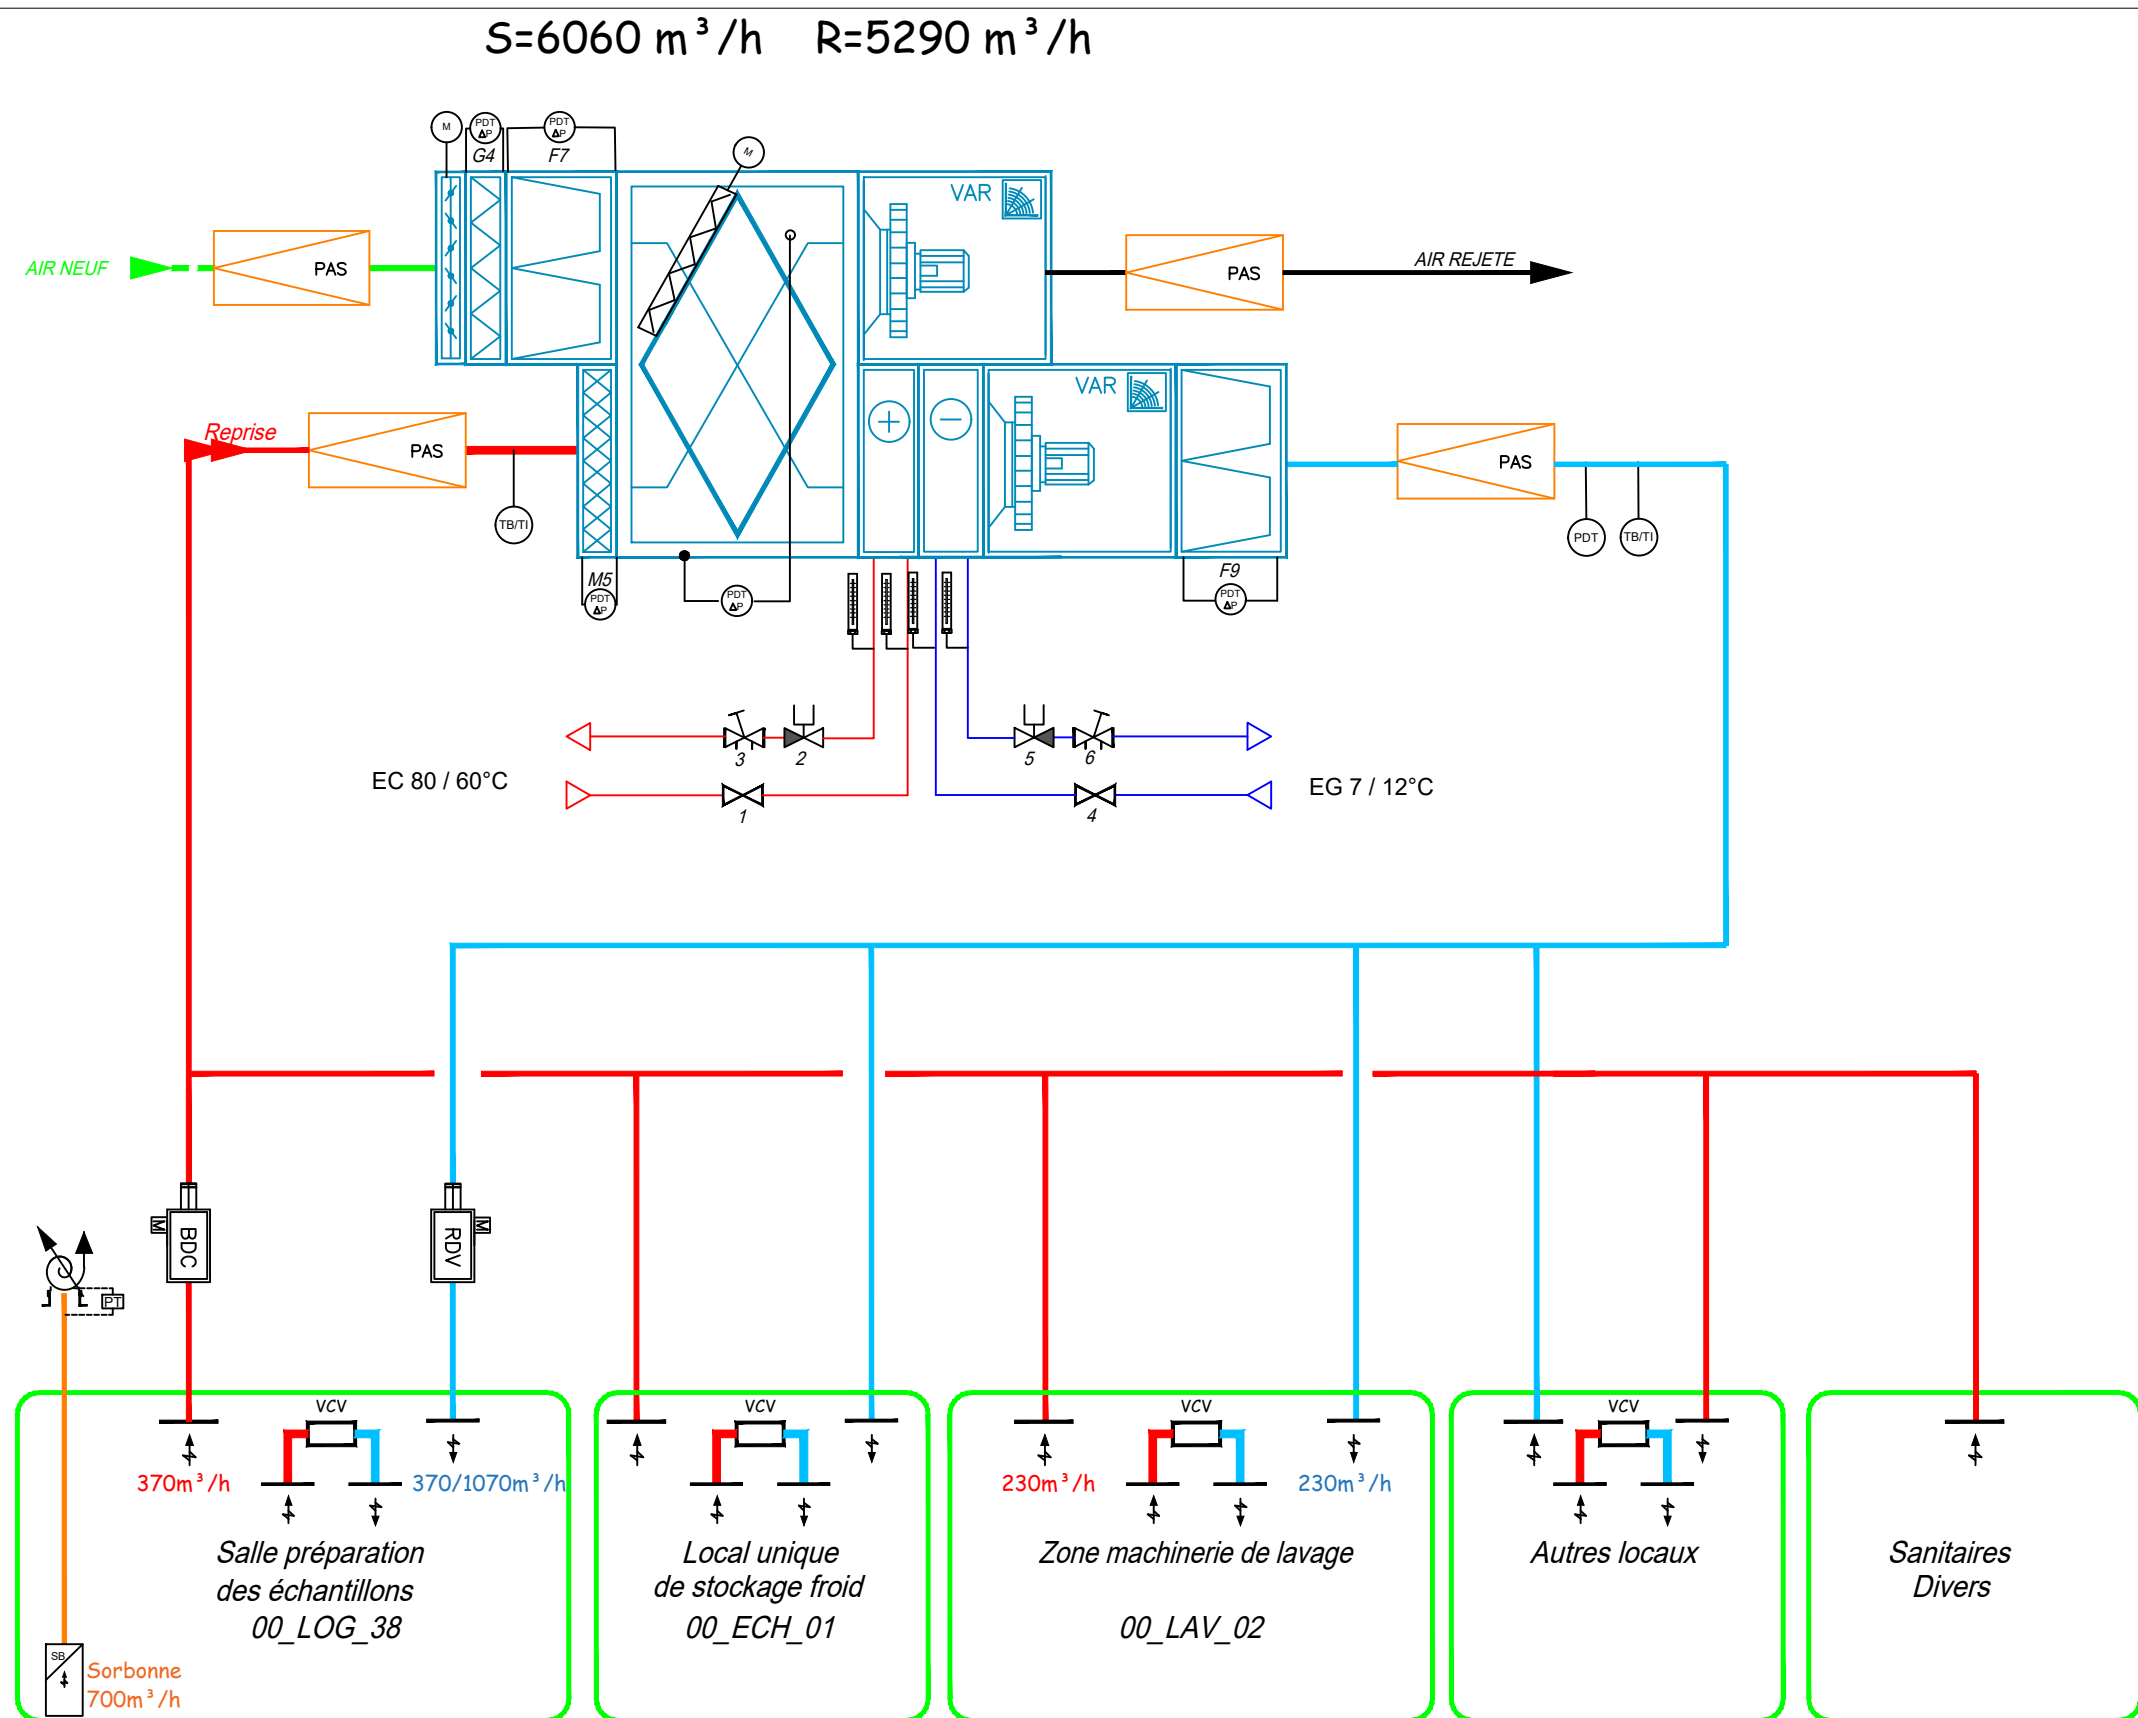 S=6060 m³/h R=5290 m³/h
M
PDT
ΔP
G4
PDT
ΔP
F7
M
VAR
AIR NEUF
PAS
PAS
AIR REJETE
VAR
Reprise
PAS
PAS
TB/TI
PDT
TB/TI
M5
PDT
ΔP
PDT
ΔP
F9
PDT
ΔP
3
2
5
6
EC 80 / 60°C
EG 7 / 12°C
1
4
M
BDC
RDV
M
PT
VCV
VCV
VCV
VCV
370m³/h
370/1070m³/h
230m³/h
230m³/h
Salle préparation
des échantillons
00_LOG_38
Local unique
de stockage froid
00_ECH_01
Zone machinerie de lavage
00_LAV_02
Autres locaux
Sanitaires
Divers
SB
Sorbonne
700m³/h